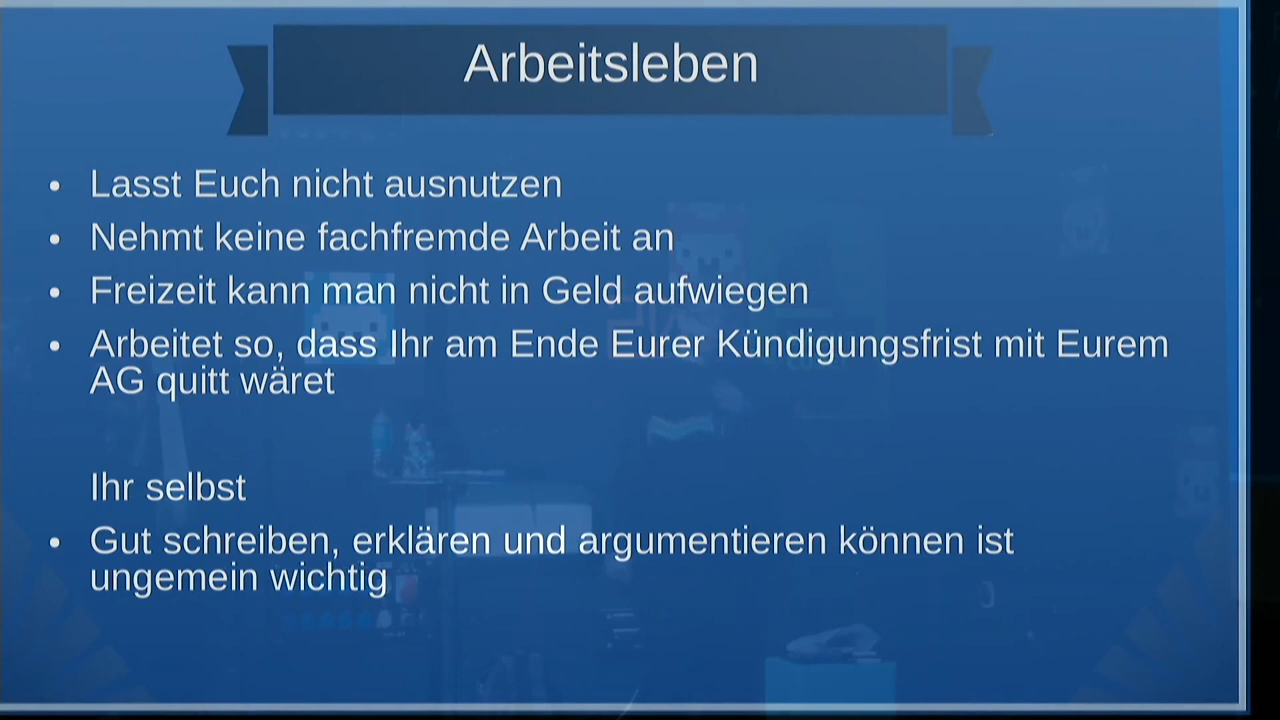 Arbeitsleben
• Lasst Euch nicht ausnutzen
• Nehmt keine fachfremde Arbeit an
• Freizeit kann man nicht in Geld aufwiegen
• Arbeitet so, dass Ihr am Ende Eurer Kündigungsfrist mit Eurem
AG quitt wäret
Ihr selbst
• Gut schreiben, erklären und argumentieren können ist
ungemein wichtig